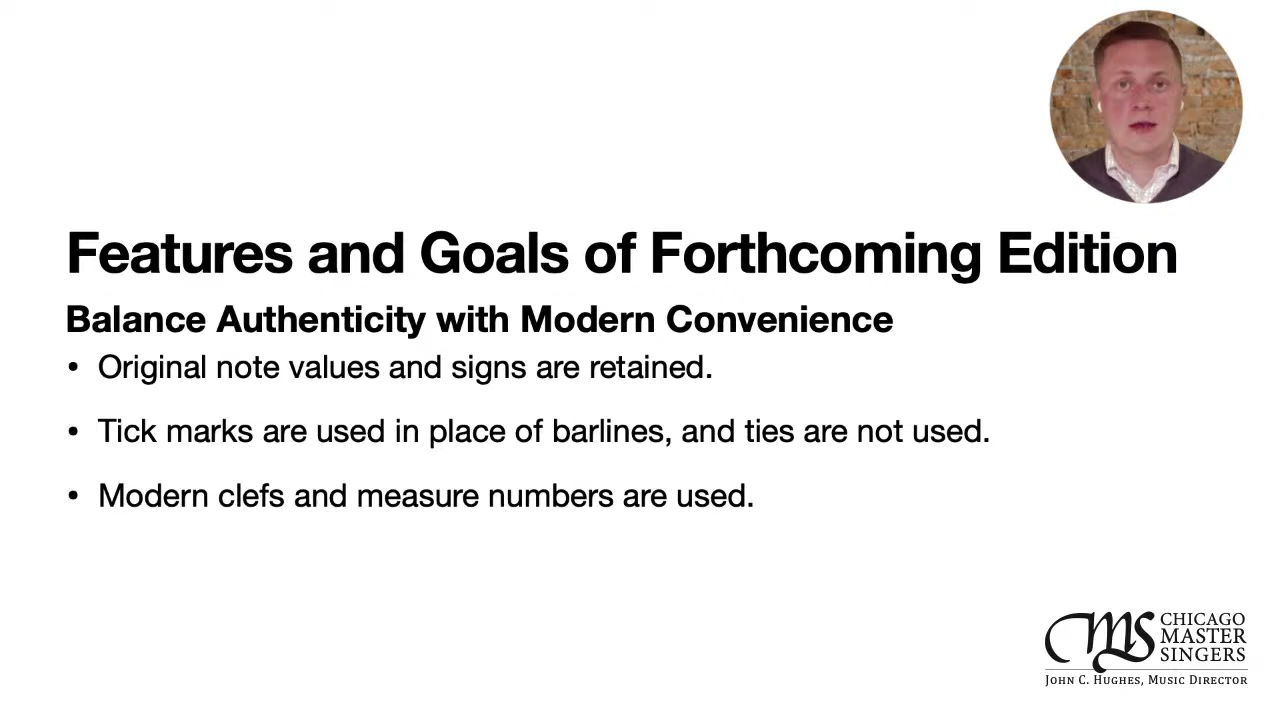 Features and Goals of Forthcoming Edition
Balance Authenticity with Modern Convenience
• Original note values and signs are retained.
• Tick marks are used in place of barlines, and ties are not used.
• Modern clefs and measure numbers are used.
CMS
CHICAGO
MASTER
SINGERS
John C. Hughes, Music Director